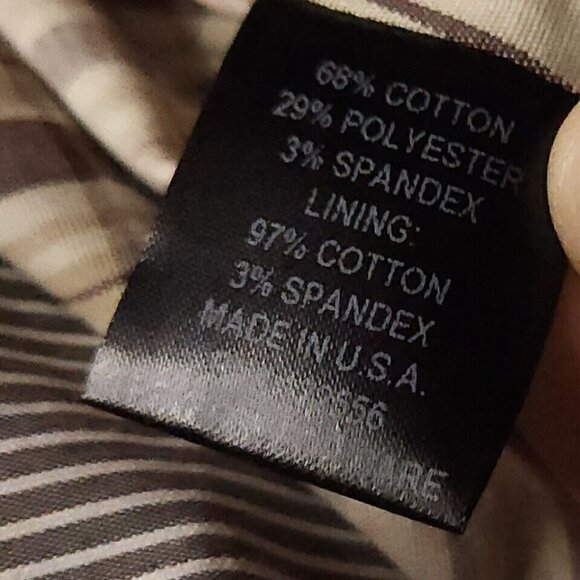 68% COTTON
29% POLYESTER
3% SPANDEX
LINING:
97% COTTON
3% SPANDEX
MADE IN U.S.A.